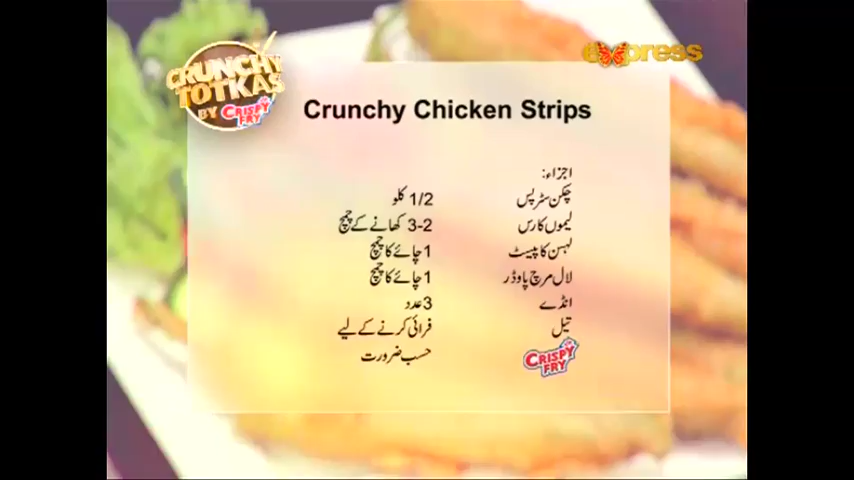 CRUNCHY
TOTKAS
BY CRISPY FRY
express
Crunchy Chicken Strips
اجزاء:
چکن سٹرپس 1/2 کلو
لیموں کا رس 3-2 کھانے کے چمچ
لہسن کا پیسٹ 1 چائے کا چمچ
لال مرچ پاوڈر 1 چائے کا چمچ
انڈے 3 عدد
تیل فرائی کرنے کے لیے
CRISPY FRY حسب ضرورت